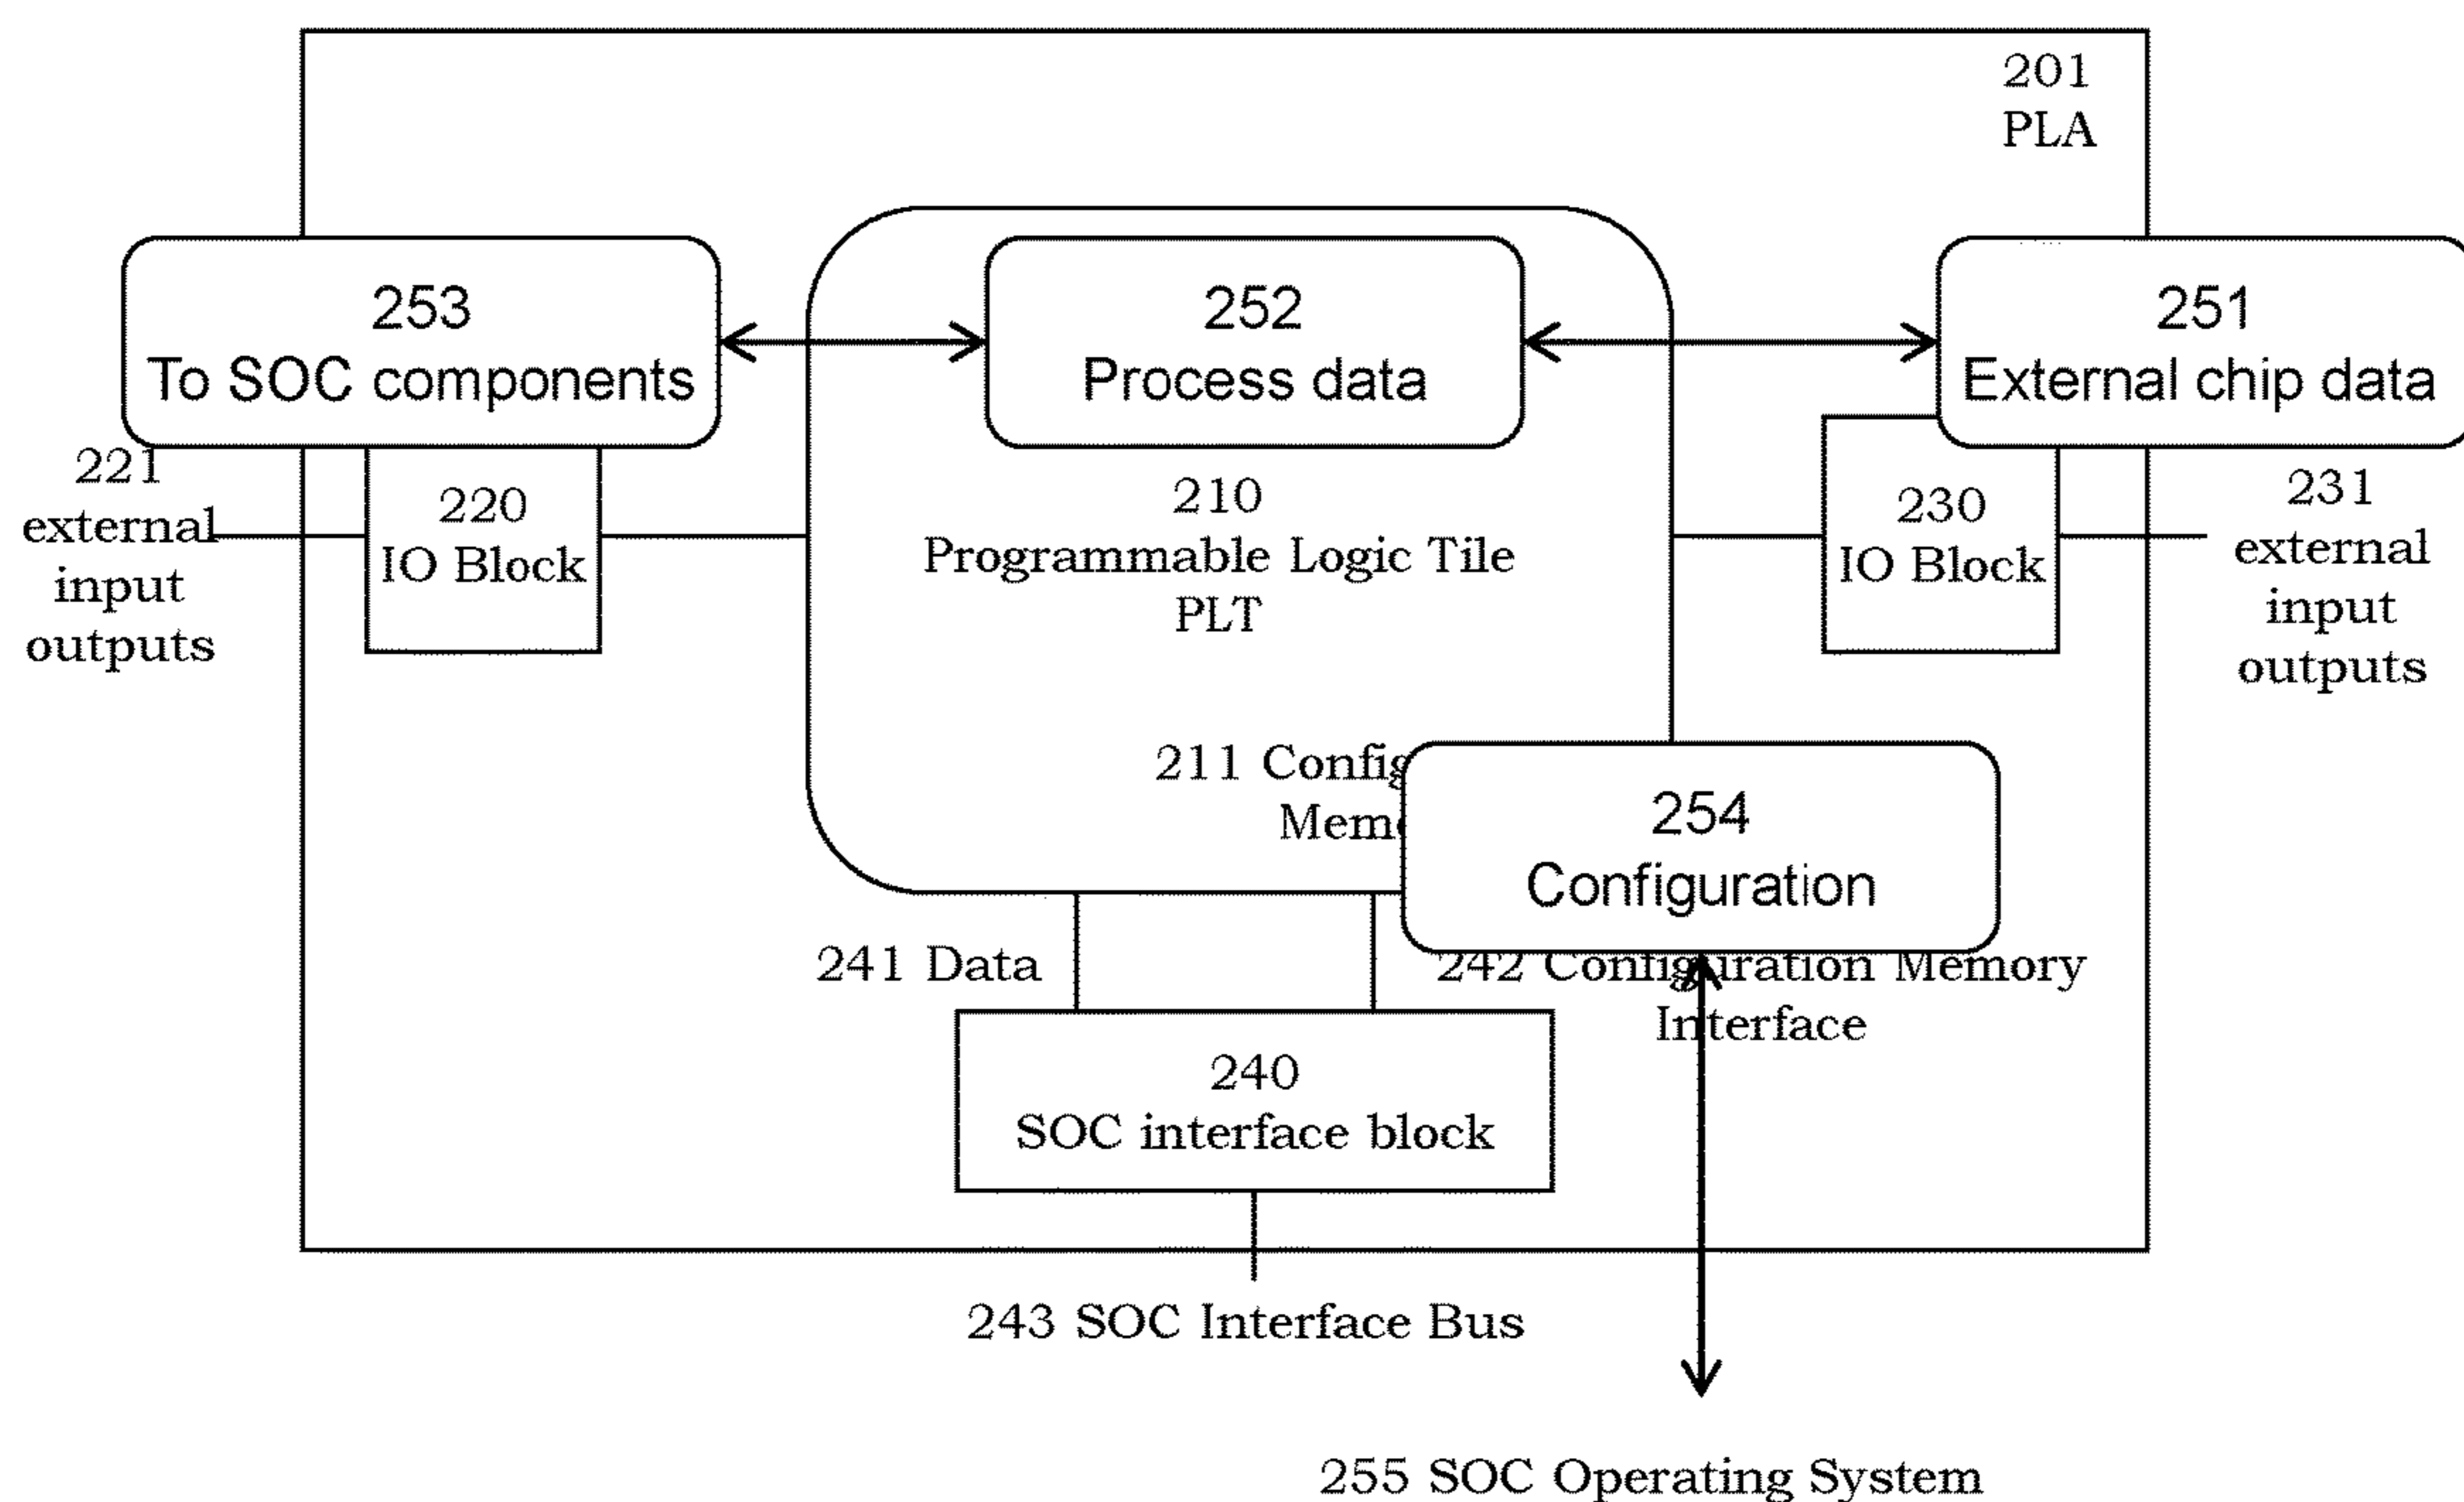 201
PLA
253
To SOC components
252
Process data
251
External chip data
221
external
input
outputs
220
IO Block
210
Programmable Logic Tile
PLT
230
IO Block
231
external
input
outputs
211
254
Configuration
241 Data
242 Configuration Memory
Interface
240
SOC interface block
243 SOC Interface Bus
255 SOC Operating System